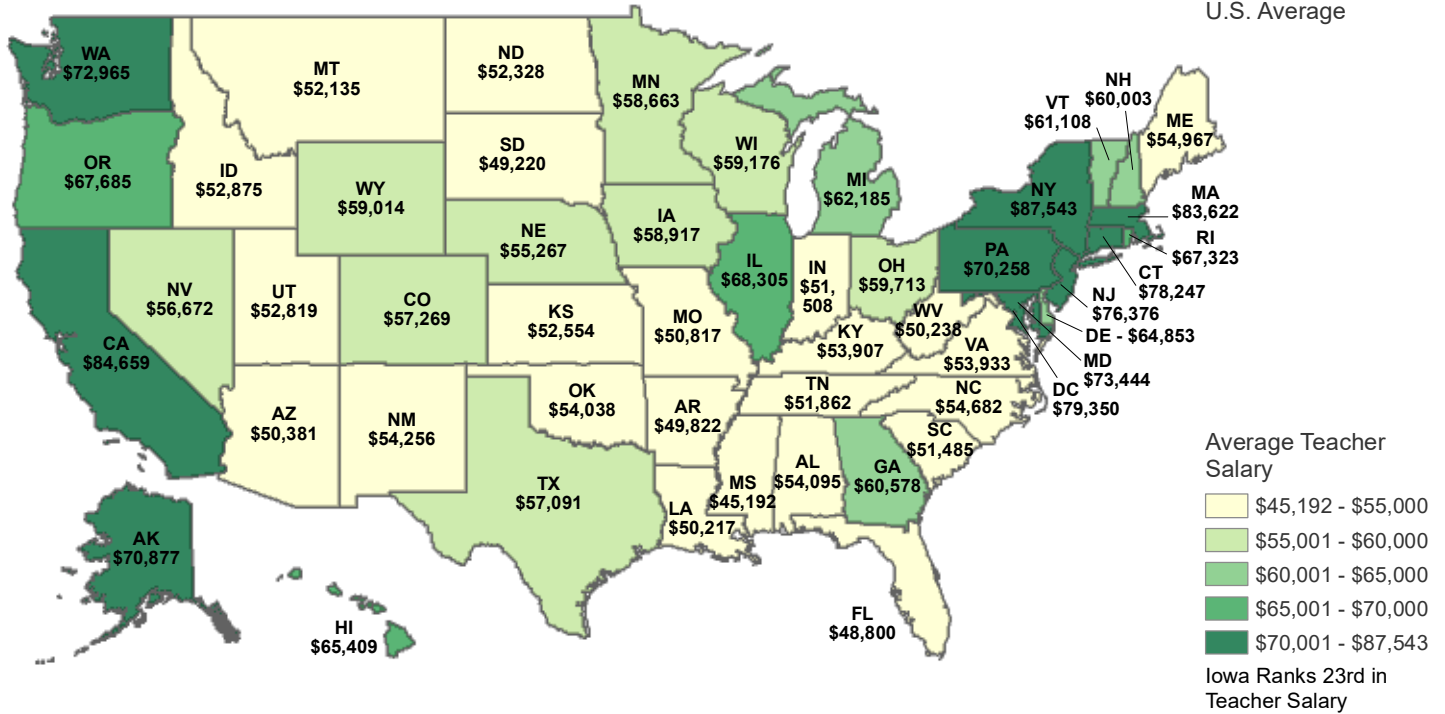 U.S. Average
WA
$72,965
MT
$52,135
ND
$52,328
MN
$58,663
NH
$60,003
VT
$61,108
ME
$54,967
OR
$67,685
ID
$52,875
SD
$49,220
WI
$59,176
WY
$59,014
MI
$62,185
NY
$87,543
MA
$83,622
RI
$67,323
NE
$55,267
IA
$58,917
IL
$68,305
IN
$51,
508
OH
$59,713
PA
$70,258
CT
$78,247
NJ
$76,376
DE - $64,853
MD
$73,444
DC
$79,350
NV
$56,672
UT
$52,819
CO
$57,269
KS
$52,554
MO
$50,817
KY
$53,907
WV
$50,238
VA
$53,933
CA
$84,659
AZ
$50,381
NM
$54,256
OK
$54,038
AR
$49,822
TN
$51,862
NC
$54,682
SC
$51,485
TX
$57,091
LA
$50,217
MS
$45,192
AL
$54,095
GA
$60,578
FL
$48,800
AK
$70,877
HI
$65,409
Average Teacher
Salary
$45,192 - $55,000
$55,001 - $60,000
$60,001 - $65,000
$65,001 - $70,000
$70,001 - $87,543
Iowa Ranks 23rd in
Teacher Salary